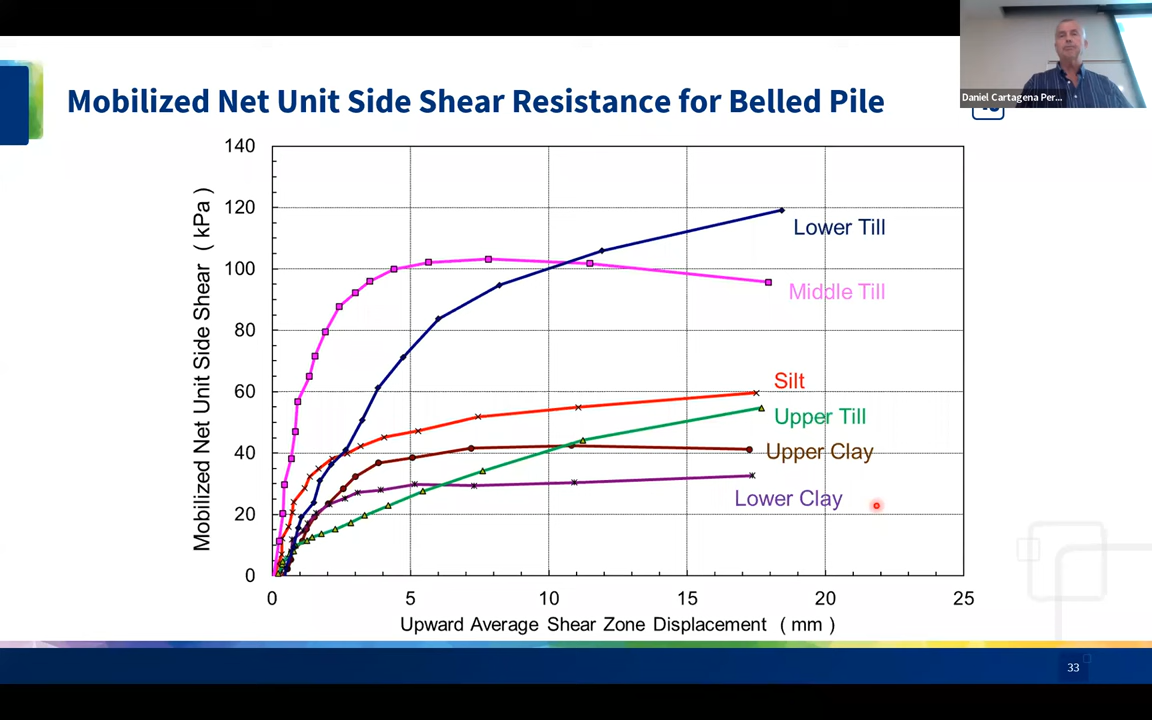 Mobilized Net Unit Side Shear Resistance for Belled Pile
Daniel Cartagena Per...
140
120
100
80
60
40
20
0
Mobilized Net Unit Side Shear ( kPa )
Lower Till
Middle Till
Silt
Upper Till
Upper Clay
Lower Clay
0 5 10 15 20 25
Upward Average Shear Zone Displacement ( mm )
33